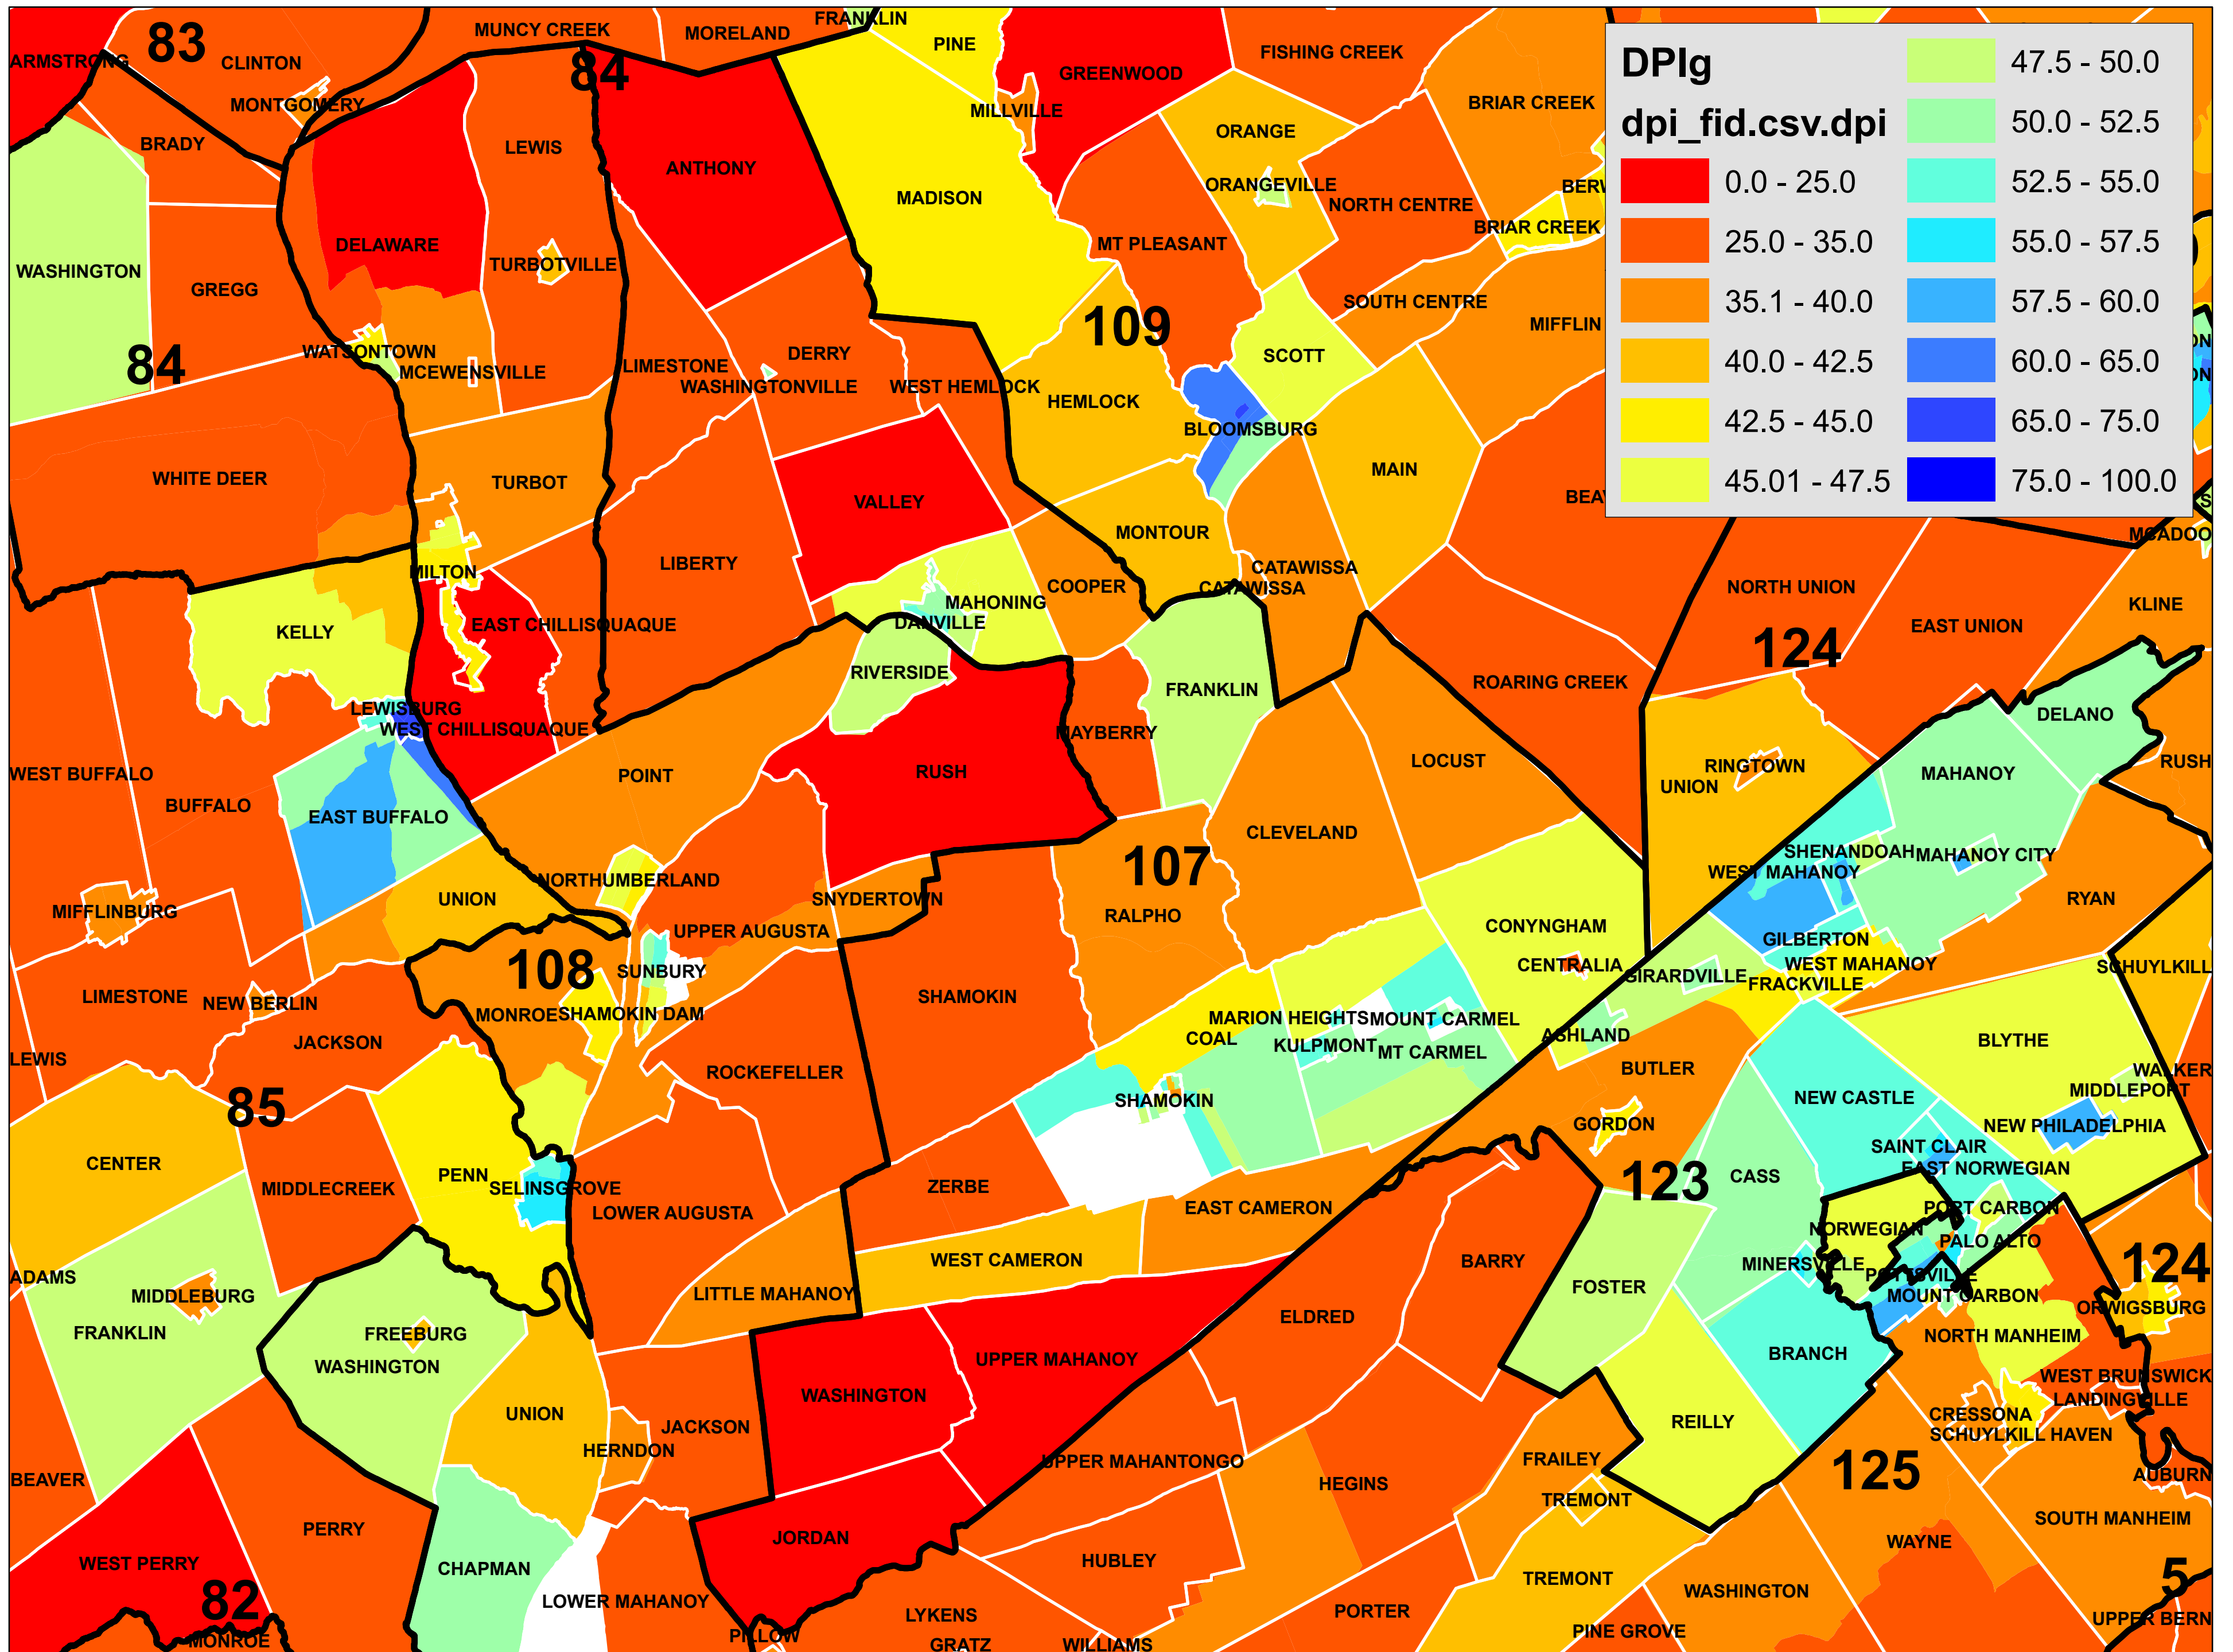 83
CLINTON
MUNCY CREEK
MORELAND
FRANKLIN
PINE
ARMSTRONG
84
GREENWOOD
FISHING CREEK
MONTGOMERY
MILLVILLE
BRIAR CREEK
BRADY
LEWIS
ORANGE
ANTHONY
MADISON
ORANGEVILLE
NORTH CENTRE
BRIAR CREEK
WASHINGTON
DELAWARE
MT PLEASANT
GREGG
TURBOTVILLE
SOUTH CENTRE
109
MIFFLIN
84
WATSONTOWN
MCEWENSVILLE
LIMESTONE
DERRY
SCOTT
WASHINGTONVILLE
WEST HEMLOCK
HEMLOCK
BLOOMSBURG
WHITE DEER
TURBOT
VALLEY
MAIN
MONTOUR
MILTON
LIBERTY
COOPER
CATAWISSA
CATAWISSA
NORTH UNION
MCADOO
KLINE
KELLY
EAST CHILLISQUAQUE
MAHONING
DANVILLE
124
EAST UNION
RIVERSIDE
FRANKLIN
ROARING CREEK
LEWISBURG
WEST CHILLISQUAQUE
MAYBERRY
DELANO
WEST BUFFALO
BUFFALO
POINT
RUSH
LOCUST
RINGTOWN
UNION
MAHANOY
RUSH
EAST BUFFALO
CLEVELAND
107
SHENANDOAH
MAHANOY CITY
WEST MAHANOY
MIFFLINBURG
UNION
NORTHUMBERLAND
SNYDERTOWN
RALPHO
RYAN
UPPER AUGUSTA
CONYNGHAM
GILBERTON
108
SUNBURY
CENTRALIA
GIRARDVILLE
WEST MAHANOY
FRACKVILLE
SCHUYLKILL
LIMESTONE
NEW BERLIN
MONROE
SHAMOKIN DAM
SHAMOKIN
MARION HEIGHTS
MOUNT CARMEL
JACKSON
COAL
KULPMONT
MT CARMEL
ASHLAND
BLYTHE
LEWIS
ROCKEFELLER
SHAMOKIN
BUTLER
WALKER
MIDDLEPORT
85
NEW CASTLE
GORDON
NEW PHILADELPHIA
SAINT CLAIR
CENTER
MIDDLECREEK
PENN
SELINSGROVE
ZERBE
123
CASS
EAST NORWEGIAN
LOWER AUGUSTA
EAST CAMERON
PORT CARBON
NORWEGIAN
PALO ALTO
WEST CAMERON
BARRY
MINERSVILLE
POTTSVILLE
124
ADAMS
MIDDLEBURG
LITTLE MAHANOY
FOSTER
MOUNT CARBON
ORWIGSBURG
FRANKLIN
FREEBURG
WASHINGTON
ELDRED
NORTH MANHEIM
UPPER MAHANOY
BRANCH
WASHINGTON
WEST BRUNSWICK
LANDINGVILLE
UNION
JACKSON
REILLY
CRESSONA
SCHUYLKILL HAVEN
HERNDON
UPPER MAHANTONGO
FRAILEY
125
BEAVER
HEGINS
TREMONT
AUBURN
PERRY
JORDAN
SOUTH MANHEIM
WEST PERRY
CHAPMAN
HUBLEY
WAYNE
82
LOWER MAHANOY
TREMONT
WASHINGTON
5
LYKENS
PORTER
UPPER BERN
MONROE
PILLOW
GRATZ
WILLIAMS
PINE GROVE
DPIg
dpi_fid.csv.dpi
0.0 - 25.0
25.0 - 35.0
35.1 - 40.0
40.0 - 42.5
42.5 - 45.0
45.01 - 47.5
47.5 - 50.0
50.0 - 52.5
52.5 - 55.0
55.0 - 57.5
57.5 - 60.0
60.0 - 65.0
65.0 - 75.0
75.0 - 100.0